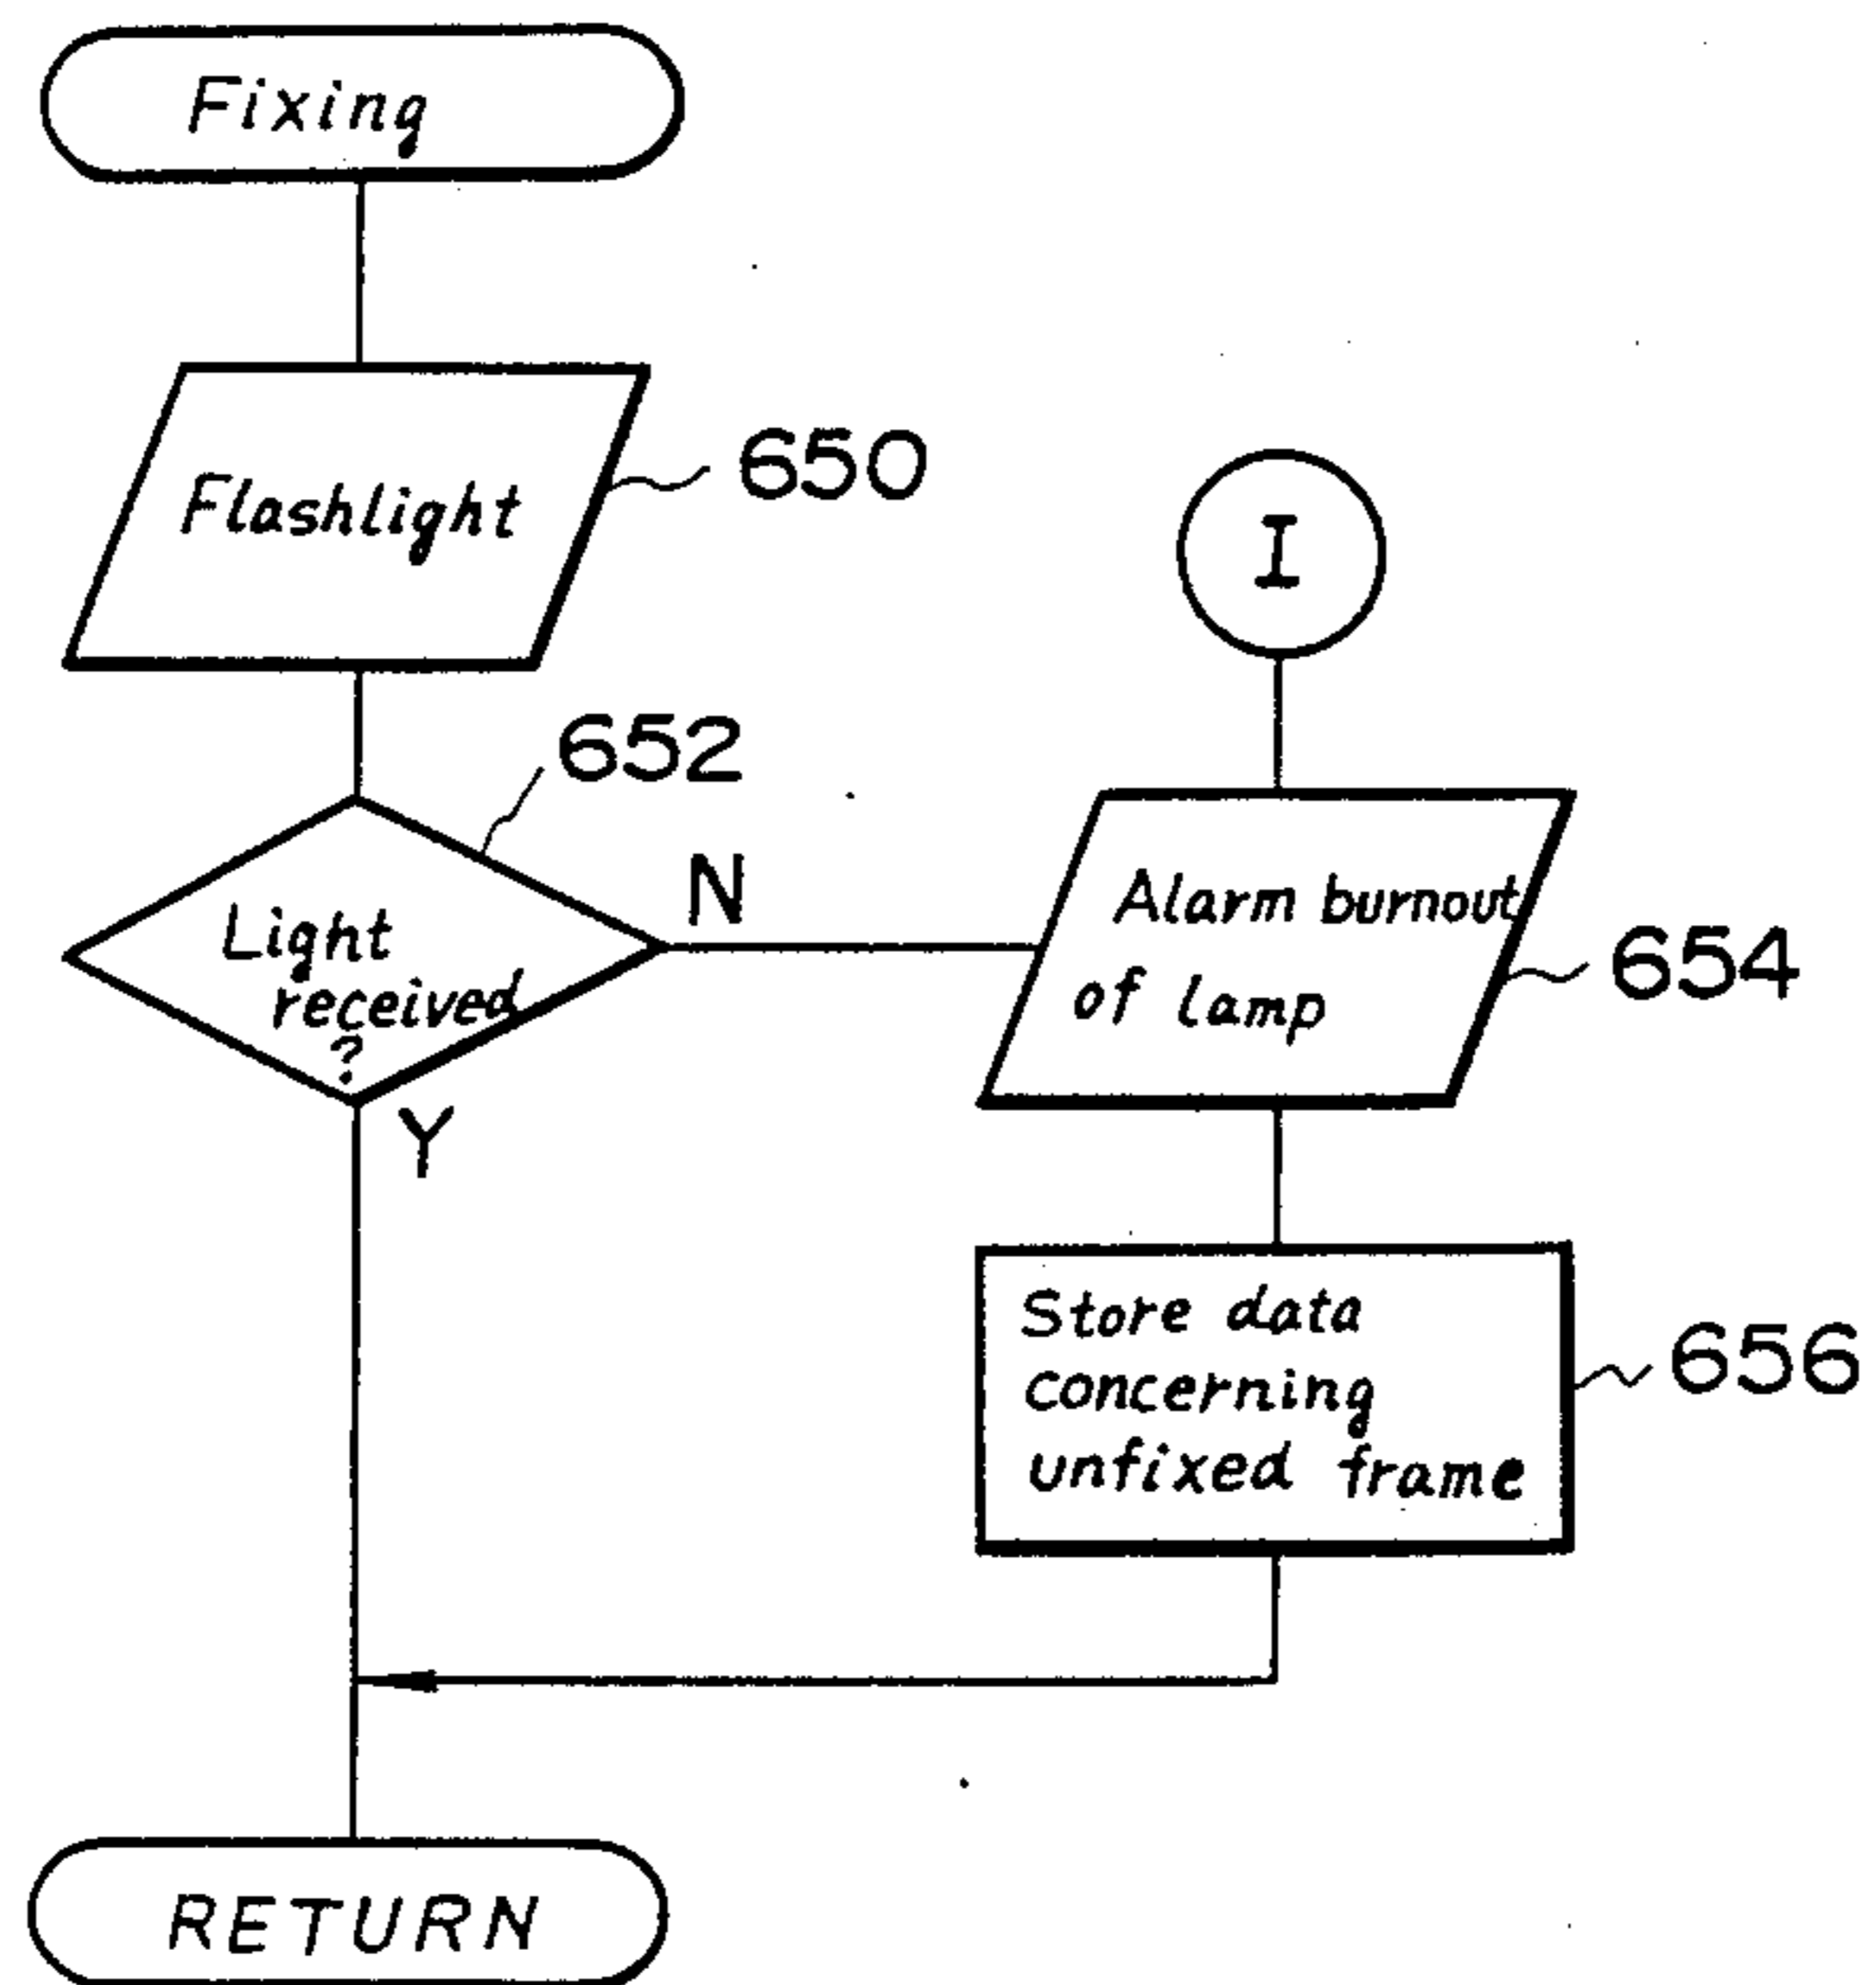 Fixing
Flashlight
650
652
Light
received
?
N
Y
I
Alarm burnout
of lamp
654
Store data
concerning
unfixed frame
656
RETURN